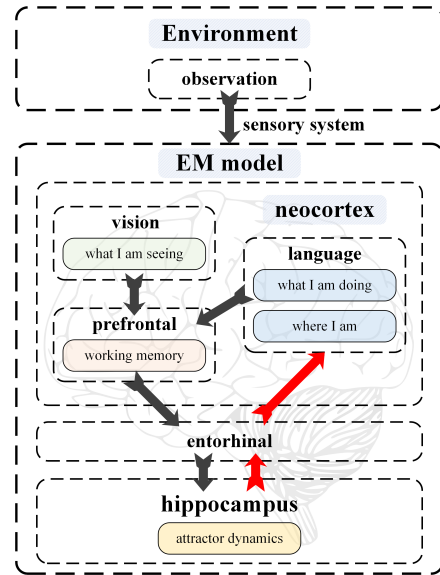 Environment
observation
sensory system
EM model
neocortex
vision
what I am seeing
language
what I am doing
where I am
prefrontal
working memory
entorhinal
hippocampus
attractor dynamics